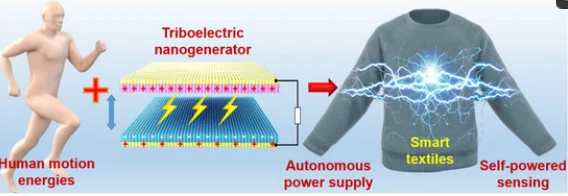 Triboelectric
nanogenerator
Human motion
energies
Autonomous
power supply
Smart
textiles
Self-powered
sensing